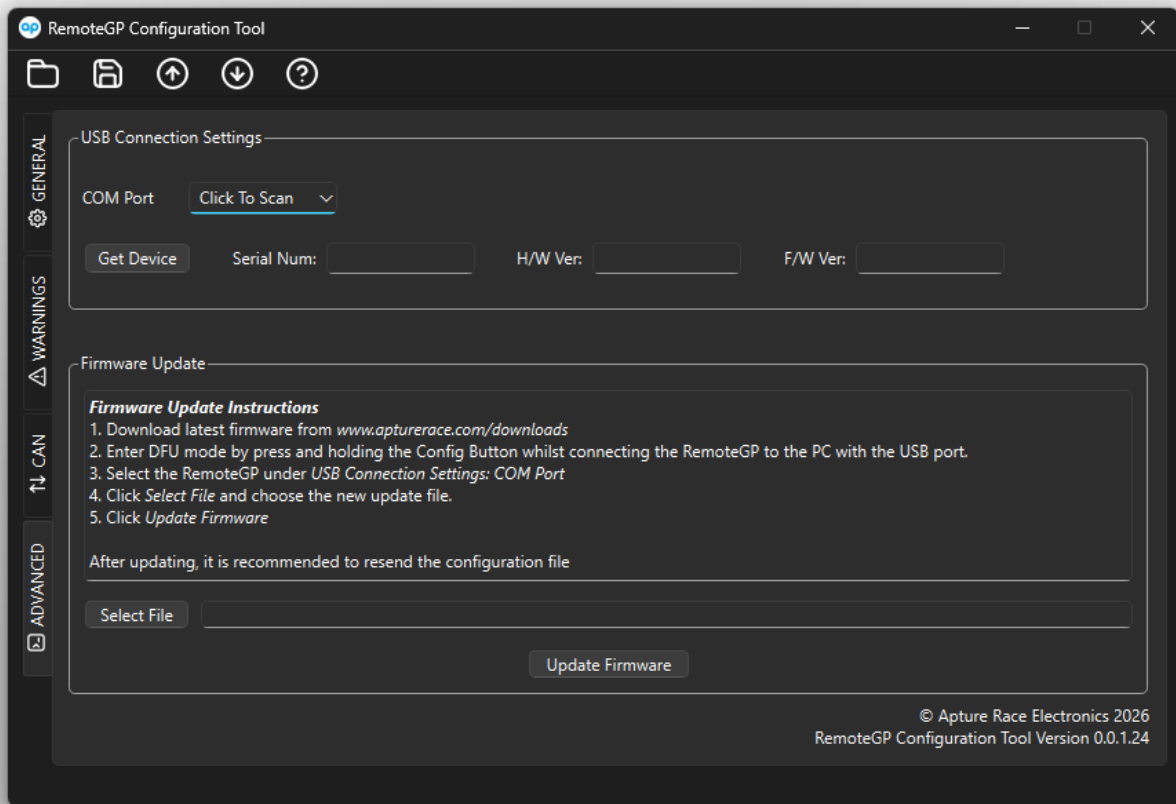 RemoteGP Configuration Tool
GENERAL
WARNINGS
CAN
ADVANCED
USB Connection Settings
COM Port Click To Scan
Get Device Serial Num: H/W Ver: F/W Ver:
Firmware Update
Firmware Update Instructions
1. Download latest firmware from www.apturerace.com/downloads
2. Enter DFU mode by press and holding the Config Button whilst connecting the RemoteGP to the PC with the USB port.
3. Select the RemoteGP under USB Connection Settings: COM Port
4. Click Select File and choose the new update file.
5. Click Update Firmware
After updating, it is recommended to resend the configuration file
Select File
Update Firmware
© Apture Race Electronics 2026
RemoteGP Configuration Tool Version 0.0.1.24